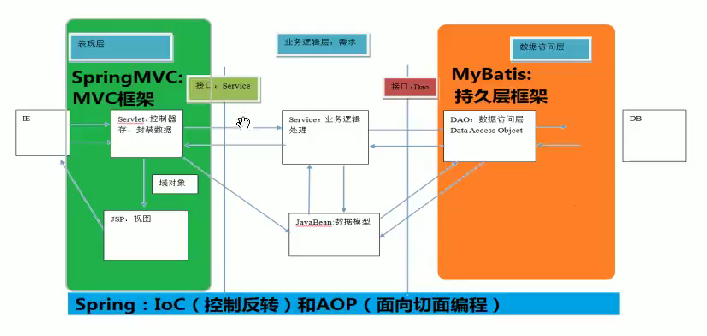 表现层
业务逻辑层：需求
数据访问层
SpringMVC:
MVC框架
接口：Service
接口：Dao
MyBatis:
持久层框架
IE
Servlet:控制器
存、封装数据
Service：业务逻辑
处理
DAO：数据访问层
Data Access Object
DB
域对象
JSP：视图
JavaBean:数据模型
Spring：IoC（控制反转）和AOP（面向切面编程）